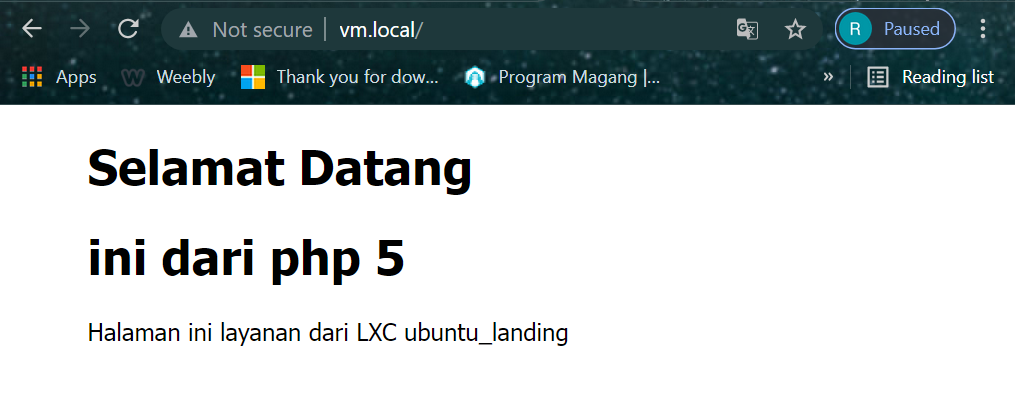 Not secure | vm.local/
R Paused
Apps Weebly Thank you for dow... Program Magang |... » Reading list
Selamat Datang
ini dari php 5
Halaman ini layanan dari LXC ubuntu_landing